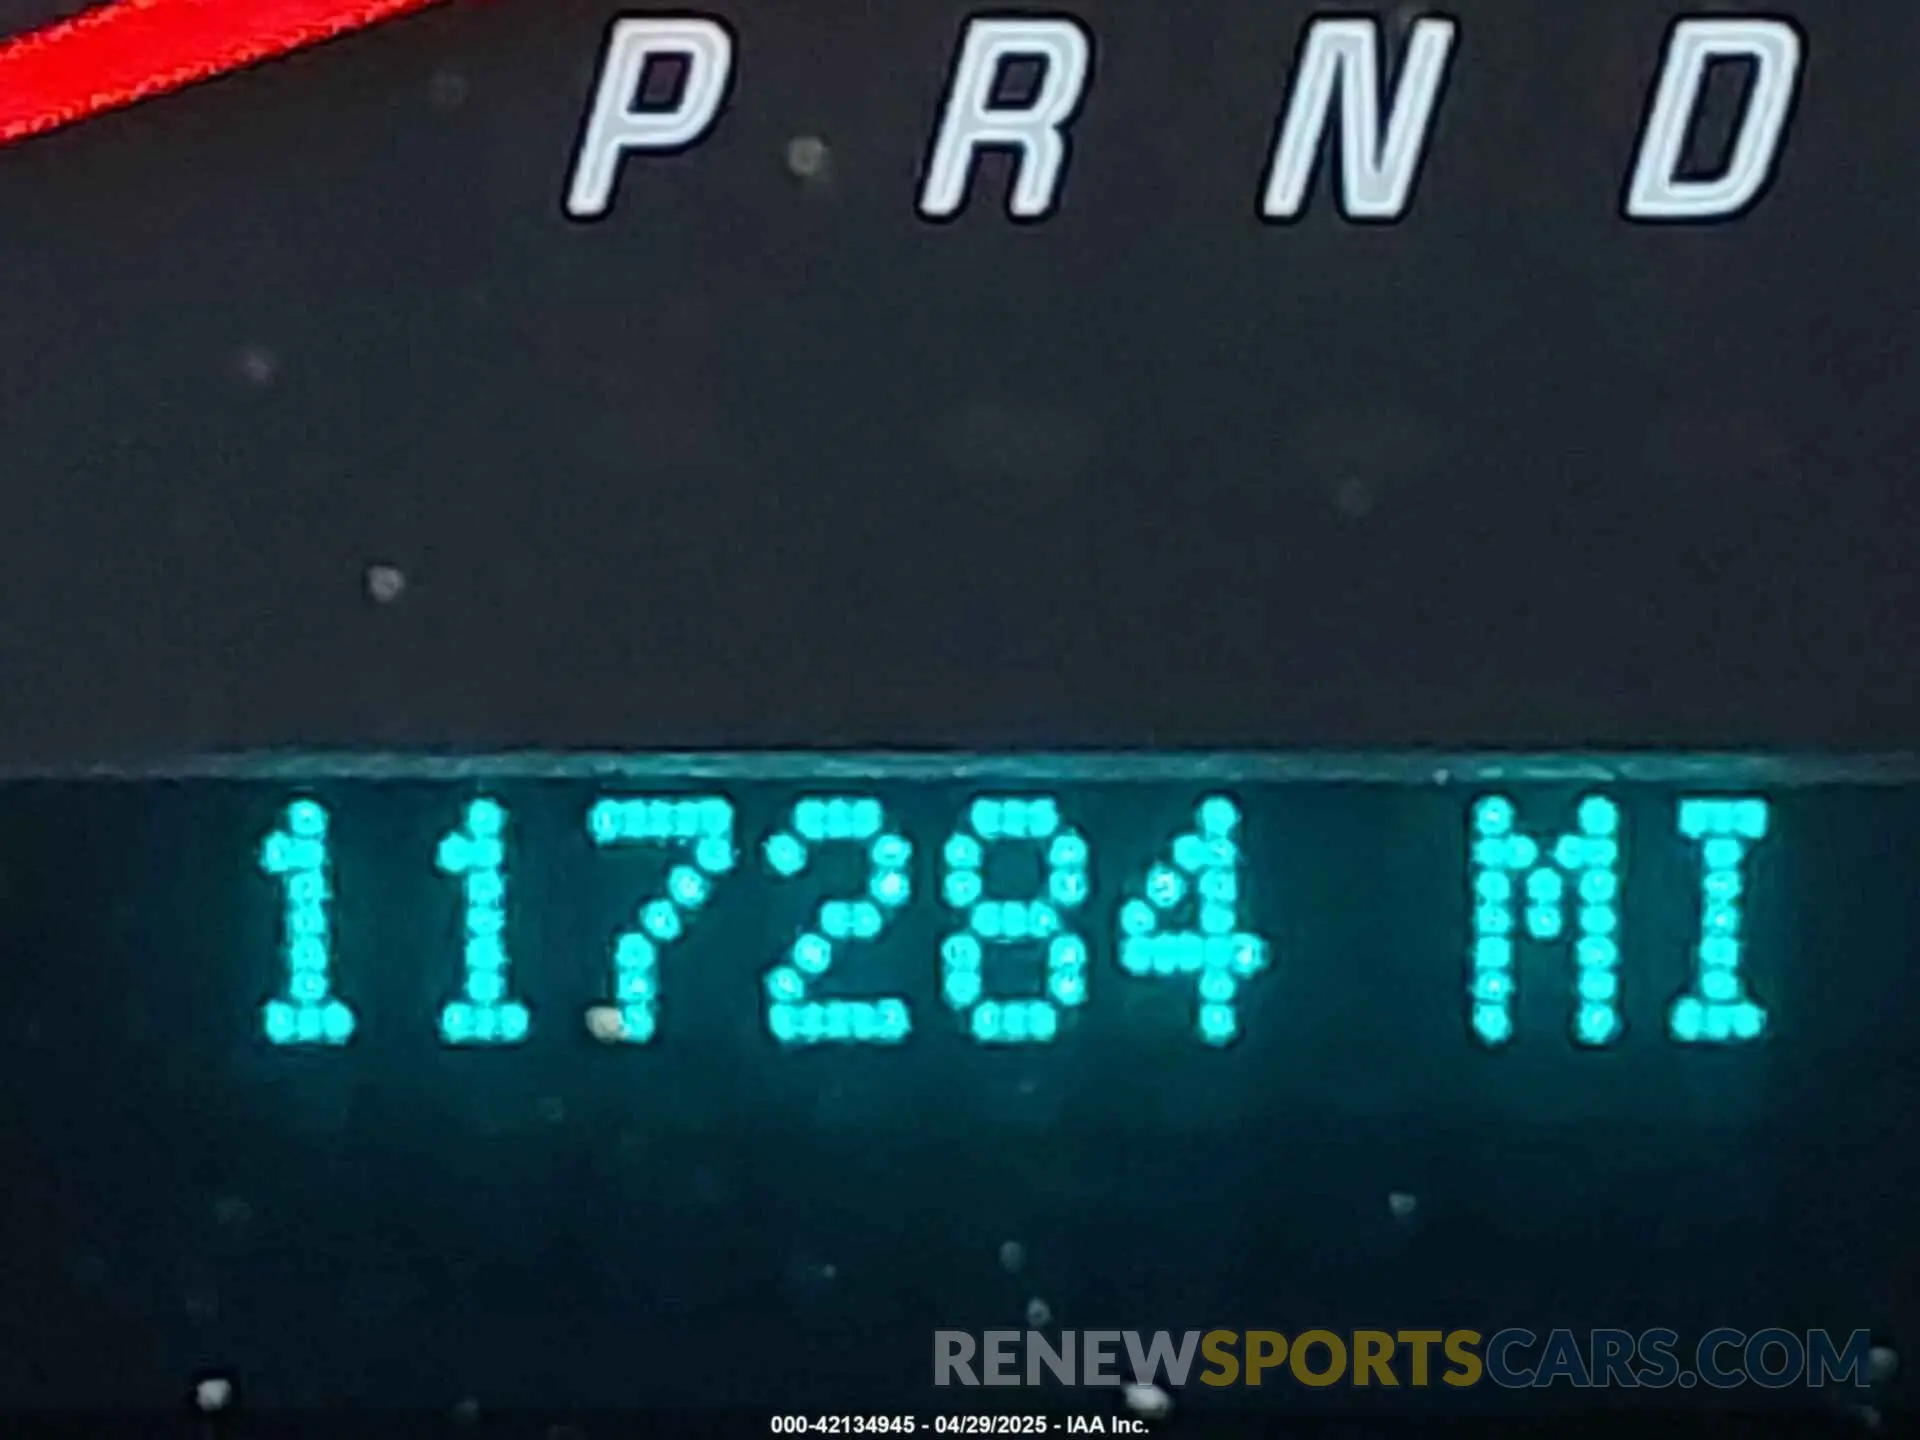 P R N D
117284 MI
RENEWSPORTSCARS.COM
000-42134945 - 04/29/2025 - IAA Inc.